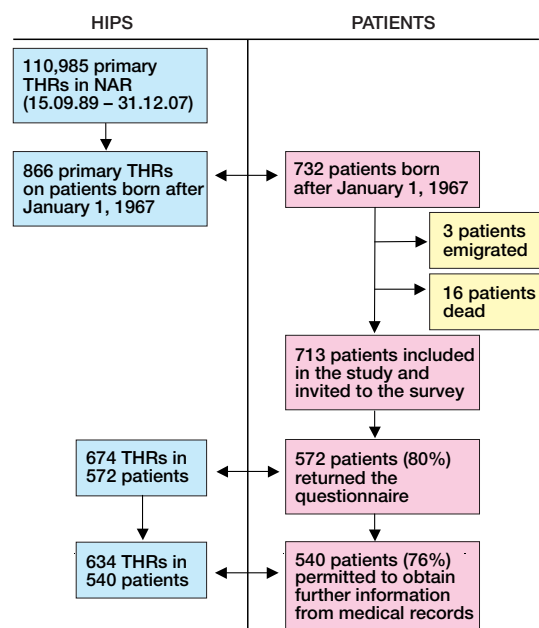 HIPS
PATIENTS
110,985 primary
THRs in NAR
(15.09.89 – 31.12.07)
866 primary THRs
on patients born after
January 1, 1967
732 patients born
after January 1, 1967
3 patients
emigrated
16 patients
dead
713 patients included
in the study and
invited to the survey
674 THRs in
572 patients
572 patients (80%)
returned the
questionnaire
634 THRs in
540 patients
540 patients (76%)
permitted to obtain
further information
from medical records